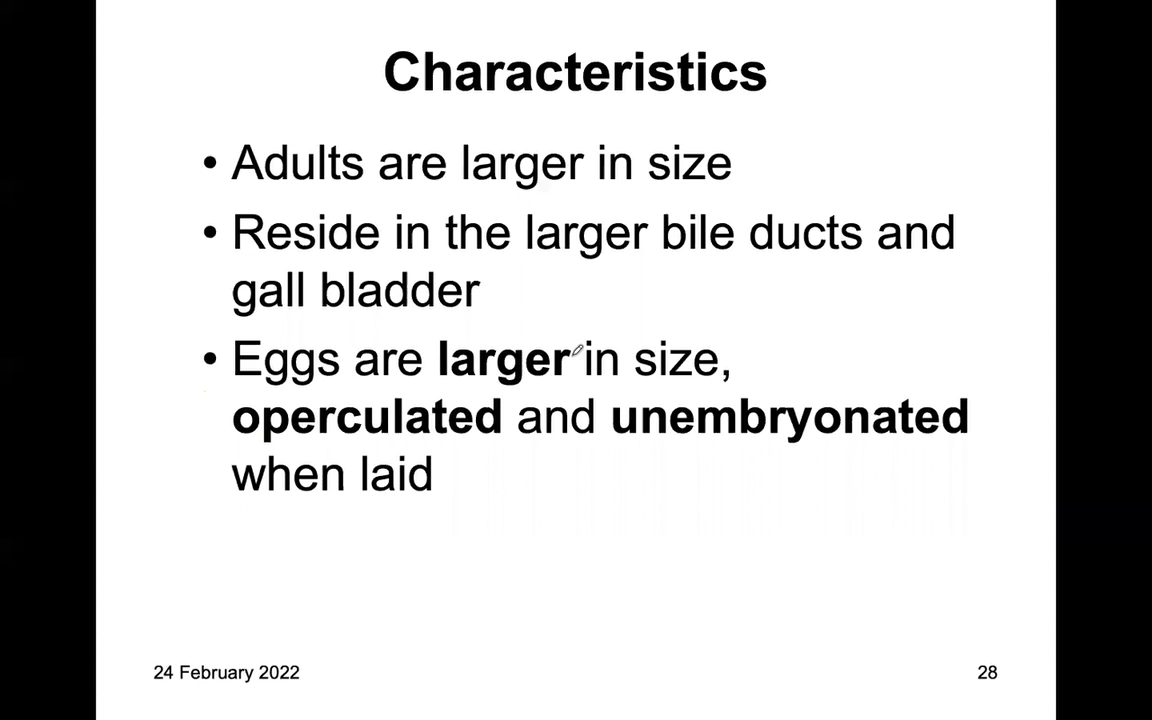 Characteristics
• Adults are larger in size
• Reside in the larger bile ducts and
gall bladder
• Eggs are larger in size,
operculated and unembryonated
when laid
24 February 2022
28